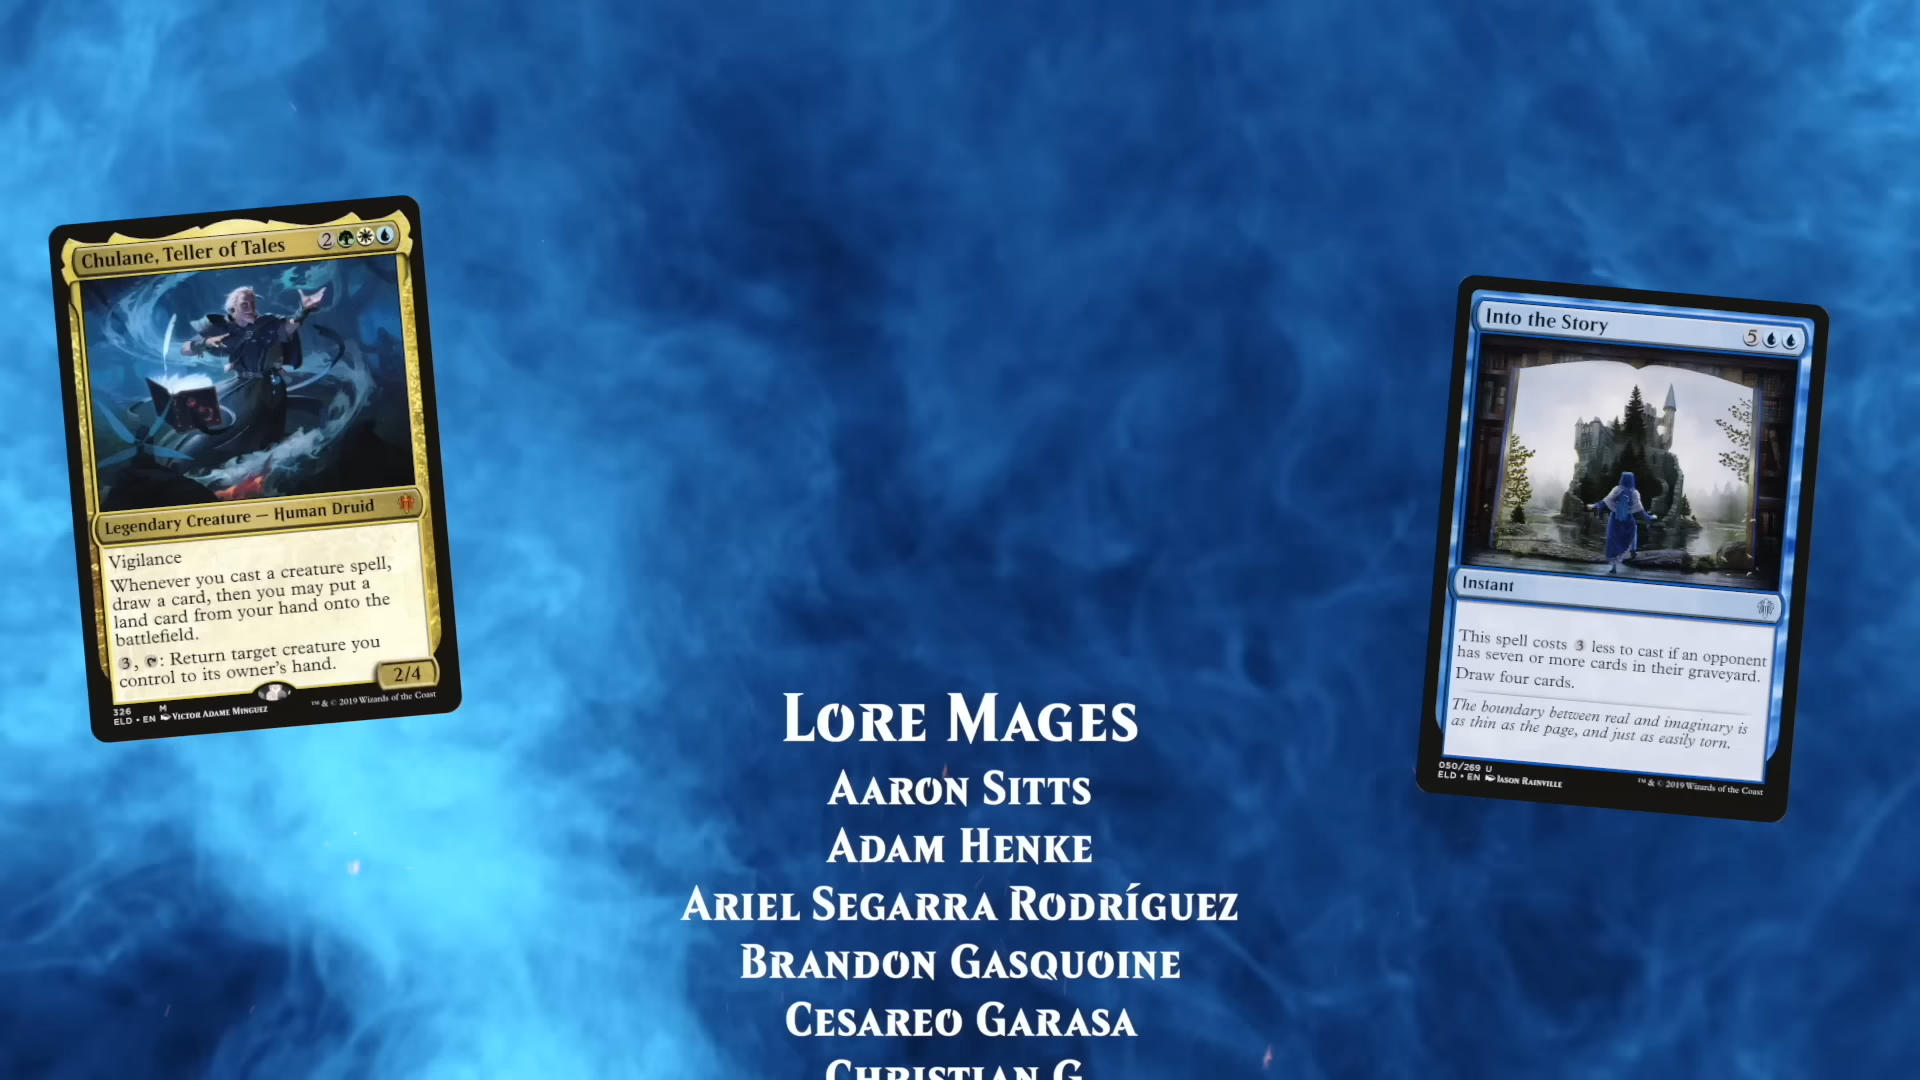 Chulane, Teller of Tales 2
Legendary Creature — Human Druid
Vigilance
Whenever you cast a creature spell,
draw a card, then you may put a
land card from your hand onto the
battlefield.
3, : Return target creature you
control to its owner's hand.
2/4
326 M
ELD • EN Victor Adame Minguez
™ & © 2019 Wizards of the Coast
Into the Story 5
Instant
This spell costs 3 less to cast if an opponent
has seven or more cards in their graveyard.
Draw four cards.
The boundary between real and imaginary is
as thin as the page, and just as easily torn.
050/269 U
ELD • EN Jason Rainville
™ & © 2019 Wizards of the Coast
Lore Mages
Aaron Sitts
Adam Henke
Ariel Segarra Rodríguez
Brandon Gasquoine
Cesareo Garasa
Christian G.